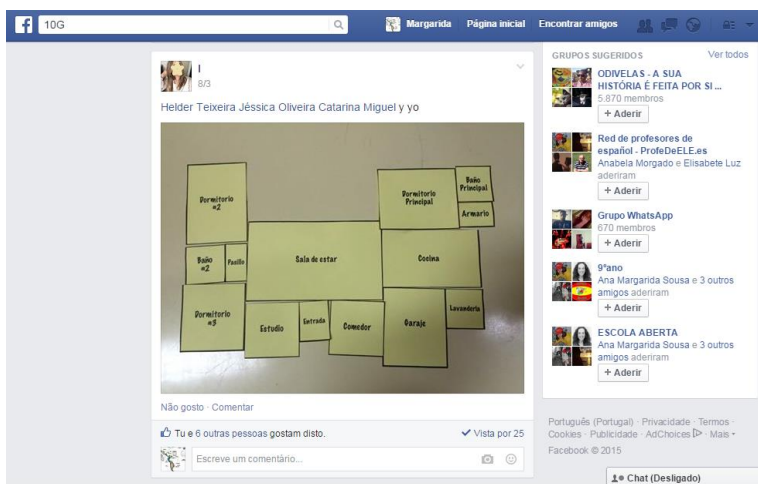 f 10G Margarida Página inicial Encontrar amigos
I
8/3
Helder Teixeira Jéssica Oliveira Catarina Miguel y yo
Dormitorio
#2
Dormitorio
Principal
Baño
Principal
Armario
Baño
#2
Pasillo
Sala de estar
Cocina
Dormitorio
#3
Estudio
Entrada
Comedor
Garaje
Lavandería
Não gosto · Comentar
Tu e 6 outras pessoas gostam disto.
Vista por 25
Escreve um comentário...
GRUPOS SUGERIDOS Ver todos
ODIVELAS - A SUA
HISTÓRIA É FEITA POR SI ...
5.870 membros
+ Aderir
Red de profesores de
español - ProfeDeELE.es
Anabela Morgado e Elisabete Luz
aderiram
+ Aderir
Grupo WhatsApp
670 membros
+ Aderir
9ºano
Ana Margarida Sousa e 3 outros
amigos aderiram
+ Aderir
ESCOLA ABERTA
Ana Margarida Sousa e 3 outros
amigos aderiram
+ Aderir
Português (Portugal) · Privacidade · Termos ·
Cookies · Publicidade · AdChoices · Mais
Facebook © 2015
Chat (Desligado)